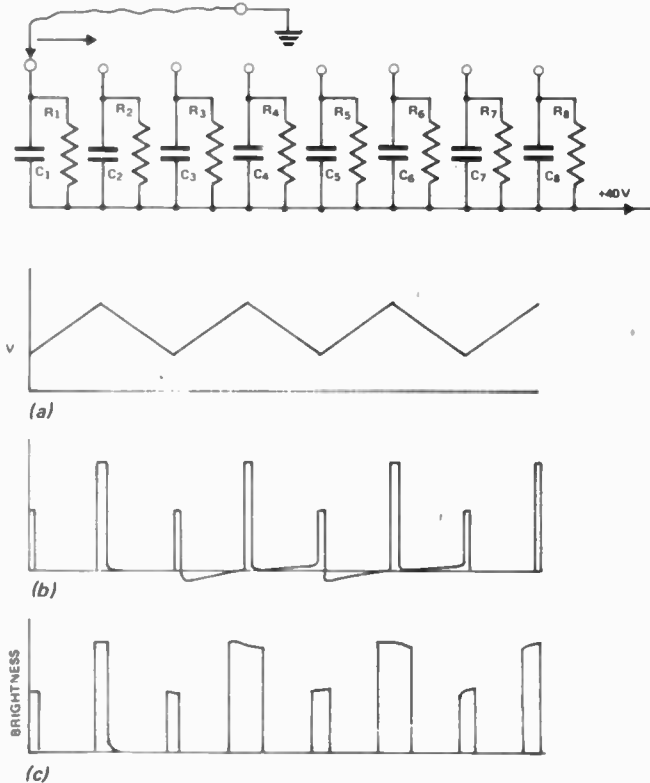 R1 R2 R3 R4 R5 R6 R7 R8
C1 C2 C3 C4 C5 C6 C7 C8
+40V
V
(a)
(b)
BRIGHTNESS
(c)